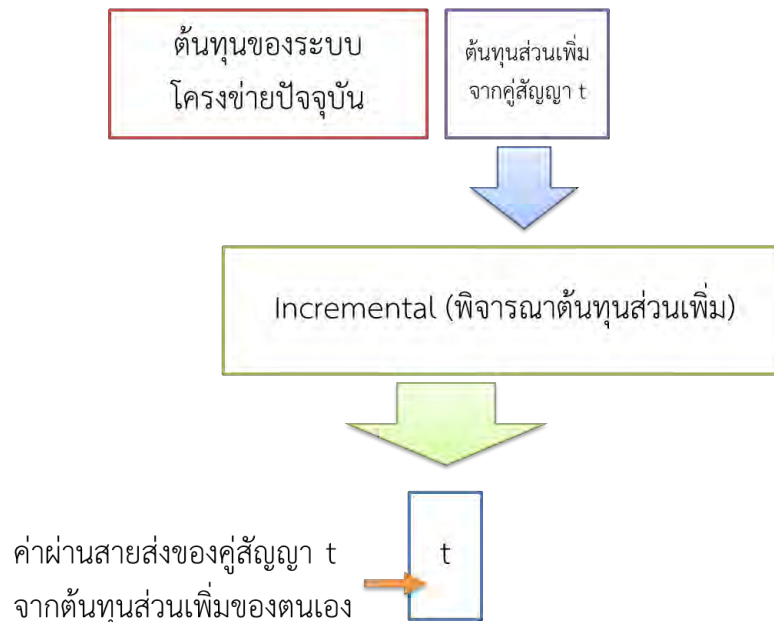 ต้นทุนของระบบ
โครงข่ายปัจจุบัน
ต้นทุนส่วนเพิ่ม
จากคู่สัญญา t
Incremental (พิจารณาต้นทุนส่วนเพิ่ม)
ค่าผ่านสายส่งของคู่สัญญา t
จากต้นทุนส่วนเพิ่มของตนเอง
t